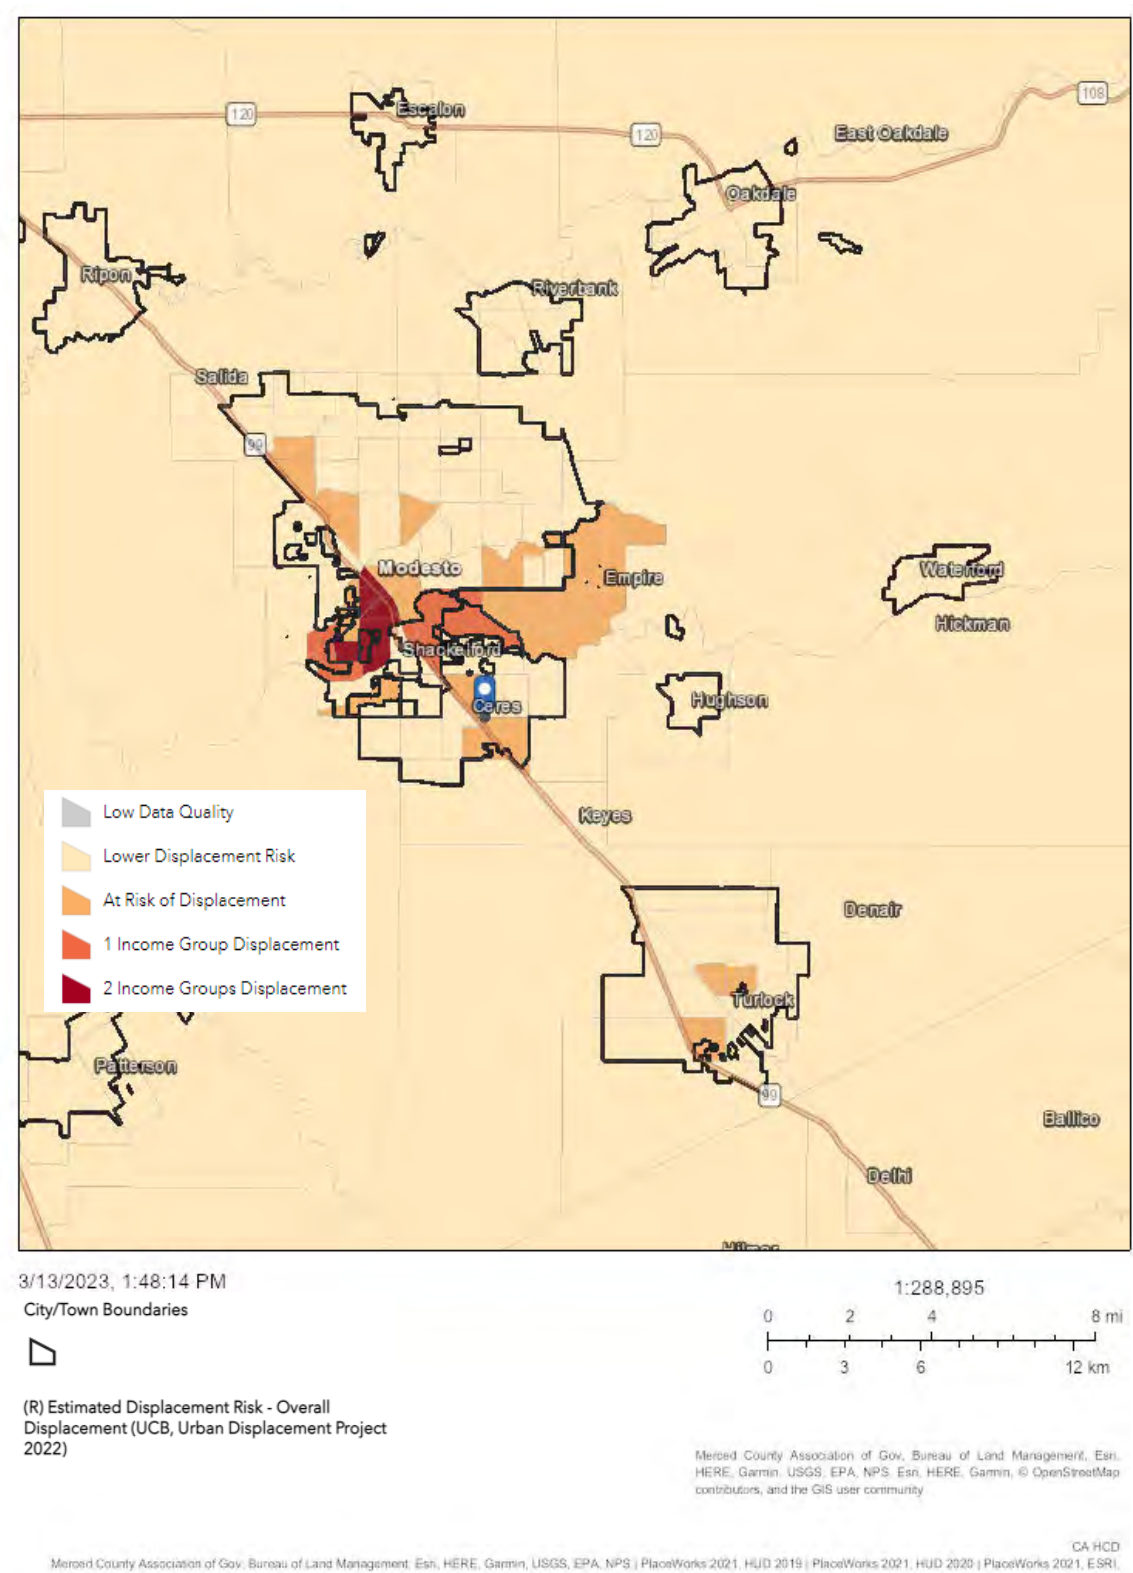 108
120
Escalon
120
East Oakdale
Oakdale
Ripon
Riverbank
Salida
99
Modesto
Empire
Waterford
Hickman
Shackelford
Hughson
Ceres
Keyes
Low Data Quality
Lower Displacement Risk
At Risk of Displacement
1 Income Group Displacement
2 Income Groups Displacement
Denair
Turlock
Patterson
99
Ballico
Delhi
Hilmar
3/13/2023, 1:48:14 PM
City/Town Boundaries
1:288,895
0 2 4 8 mi
0 3 6 12 km
(R) Estimated Displacement Risk - Overall
Displacement (UCB, Urban Displacement Project
2022)
Merced County Association of Gov, Bureau of Land Management, Esri,
HERE, Garmin, USGS, EPA, NPS, Esri, HERE, Garmin, © OpenStreetMap
contributors, and the GIS user community
CA HCD
Merced County Association of Gov, Bureau of Land Management, Esri, HERE, Garmin, USGS, EPA, NPS | PlaceWorks 2021, HUD 2019 | PlaceWorks 2021, HUD 2020 | PlaceWorks 2021, ESRI,